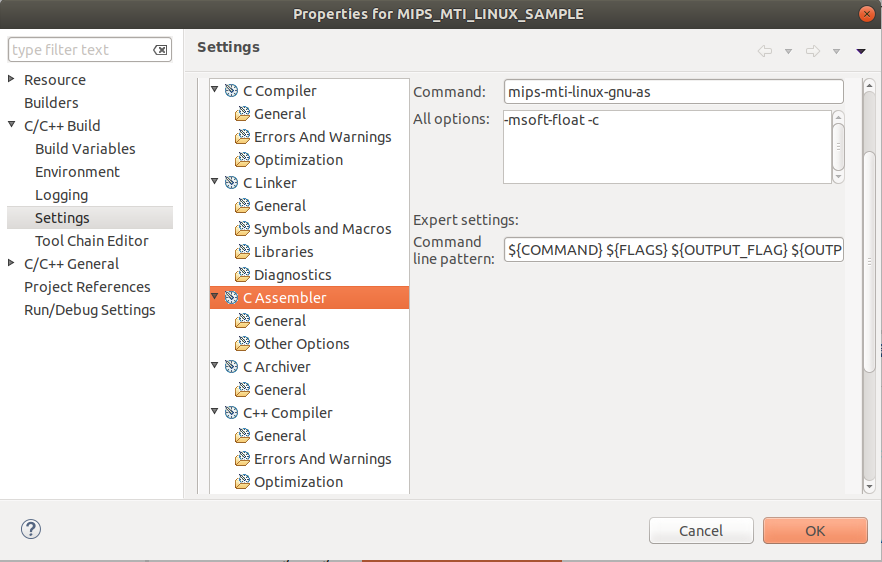 Properties for MIPS_MTI_LINUX_SAMPLE
type filter text
Resource
Builders
C/C++ Build
Build Variables
Environment
Logging
Settings
Tool Chain Editor
C/C++ General
Project References
Run/Debug Settings
Settings
C Compiler
General
Errors And Warnings
Optimization
C Linker
General
Symbols and Macros
Libraries
Diagnostics
C Assembler
General
Other Options
C Archiver
General
C++ Compiler
General
Errors And Warnings
Optimization
Command: mips-mti-linux-gnu-as
All options: -msoft-float -c
Expert settings:
Command
line pattern: ${COMMAND} ${FLAGS} ${OUTPUT_FLAG} ${OUTP
?
Cancel
OK